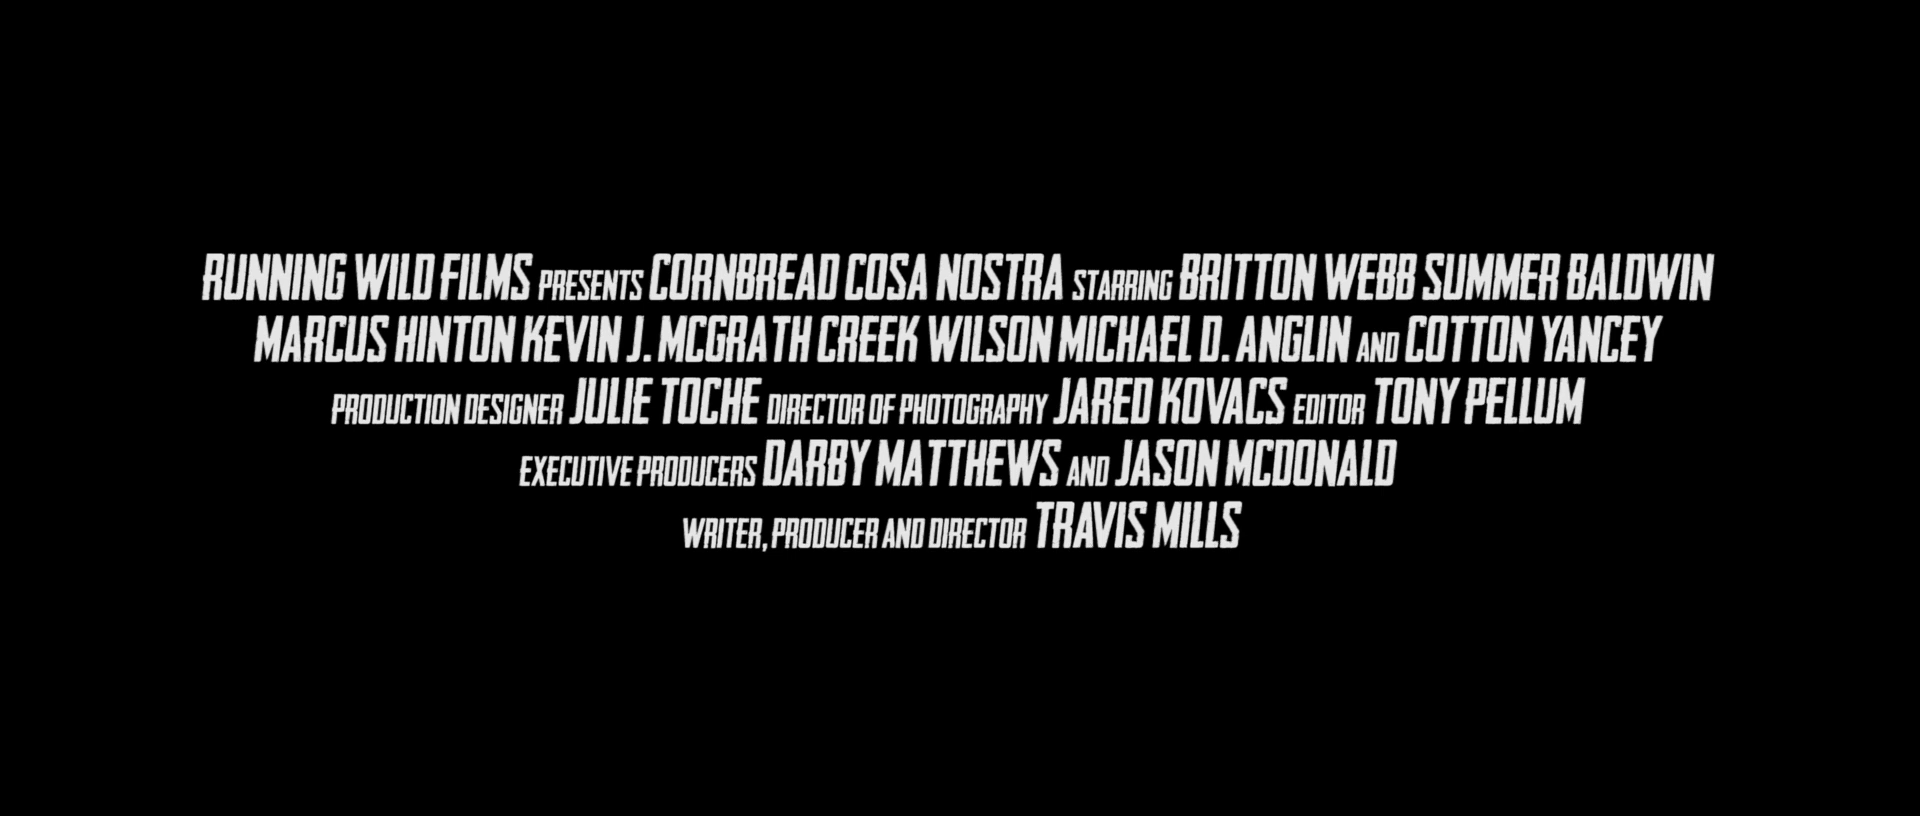 RUNNING WILD FILMS PRESENTS CORNBREAD COSA NOSTRA STARRING BRITTON WEBB SUMMER BALDWIN
MARCUS HINTON KEVIN J. MCGRATH CREEK WILSON MICHAEL D. ANGLIN AND COTTON YANCEY
PRODUCTION DESIGNER JULIE TOCHE DIRECTOR OF PHOTOGRAPHY JARED KOVACS EDITOR TONY PELLUM
EXECUTIVE PRODUCERS DARBY MATTHEWS AND JASON MCDONALD
WRITER, PRODUCER AND DIRECTOR TRAVIS MILLS